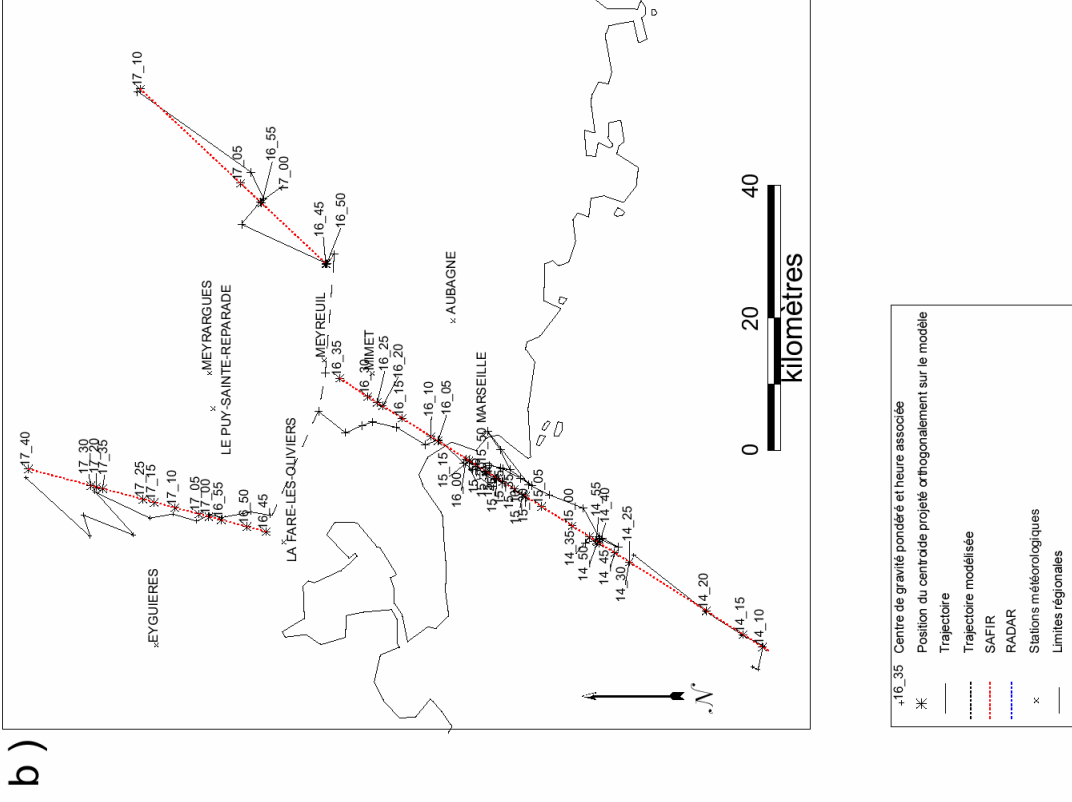 b )
17_10
17_05
16_55
17_00
16_45
16_50
17_40
17_30
17_20
17_35
17_25
17_15
17_10
17_05
17_00
16_55
16_50
16_45
MEYRARGUES
LE PUY-SAINTE-REPARADE
EYGUIERES
LA FARE-LES-OLIVIERS
MEYREUIL
16_35
16_30
MIMET
16_25
16_20
16_15
16_10
16_05
AUBAGNE
MARSEILLE
15_50
15_15
16_00
15_05
15_00
14_55
14_40
14_35
14_50
14_45
14_25
14_30
14_20
14_15
14_10
N
0 20 40
kilomètres
16_35 Centre de gravité pondéré et heure associée
Position du centroide projeté orthogonalement sur le modèle
Trajectoire
Trajectoire modélisée
SAFIR
RADAR
Stations météorologiques
Limites régionales